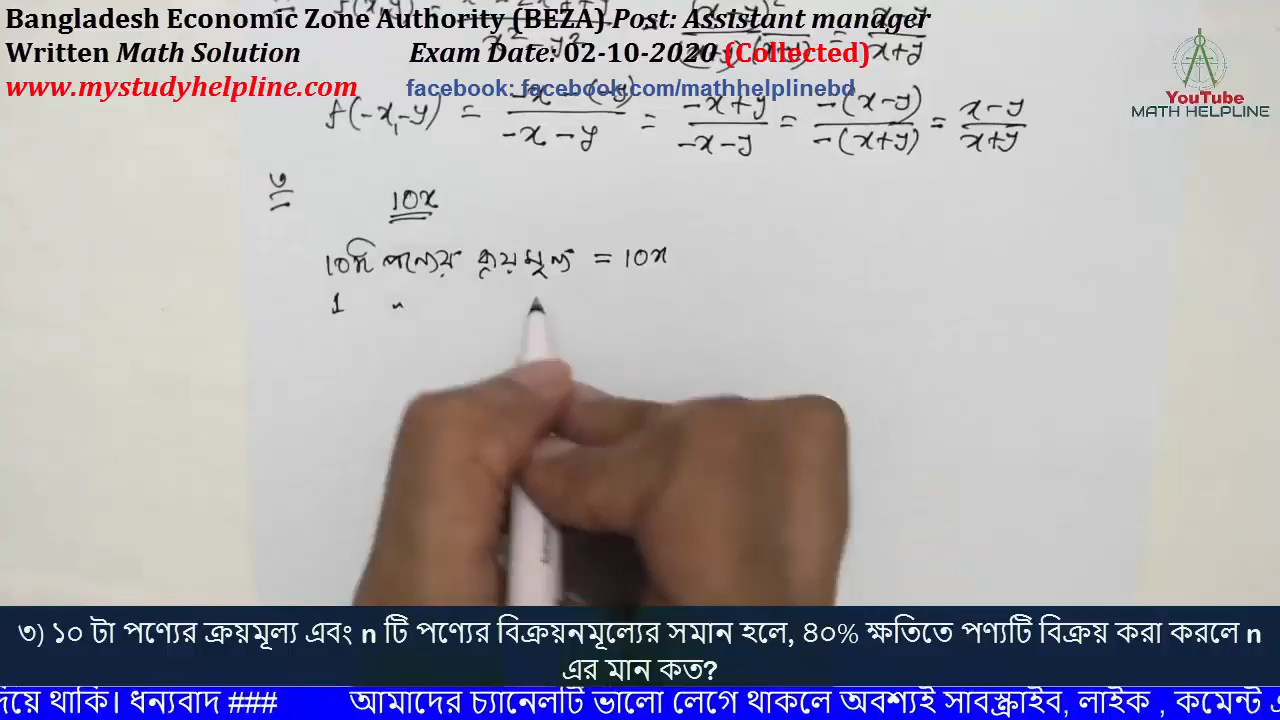 Bangladesh Economic Zone Authority (BEZA) Post: Assistant manager
Written Math Solution Exam Date: 02-10-2020 (Collected)
www.mystudyhelpline.com facebook: facebook.com/mathhelplinebd
YouTube
MATH HELPLINE
f(-x,-y) = -x-(-y) / -x-y = -x+y / -x-y = -(x-y) / -(x+y) = x-y / x+y
৩ 10x
10টি পণ্যের ক্রয়মূল্য = 10x
1 "
৩) ১০ টা পণ্যের ক্রয়মূল্য এবং n টি পণ্যের বিক্রয়নমূল্যের সমান হলে, ৪০% ক্ষতিতে পণ্যটি বিক্রয় করা করলে n
এর মান কত?
দিয়ে থাকি। ধন্যবাদ ### আমাদের চ্যানেলটি ভালো লেগে থাকলে অবশ্যই সাবস্ক্রাইব, লাইক , কমেন্ট